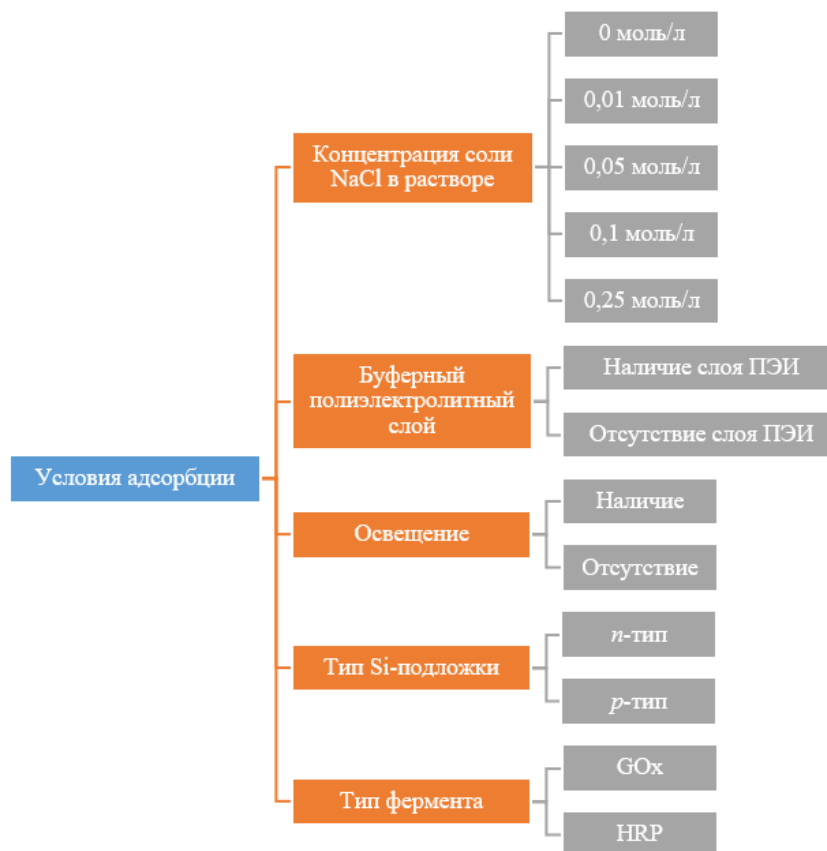 Условия адсорбции
Концентрация соли
NaCl в растворе
0 моль/л
0,01 моль/л
0,05 моль/л
0,1 моль/л
0,25 моль/л
Буферный
полиэлектролитный
слой
Наличие слоя ПЭИ
Отсутствие слоя ПЭИ
Освещение
Наличие
Отсутствие
Тип Si-подложки
n-тип
p-тип
Тип фермента
GOx
HRP